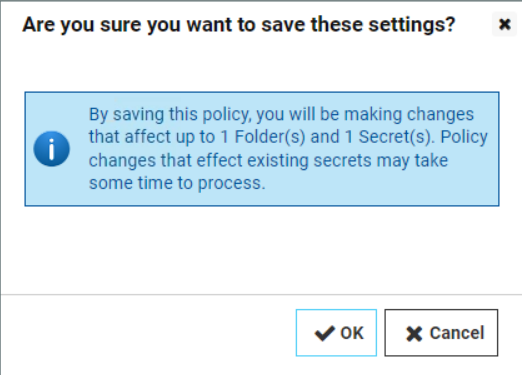 Are you sure you want to save these settings?
By saving this policy, you will be making changes
that affect up to 1 Folder(s) and 1 Secret(s). Policy
changes that effect existing secrets may take
some time to process.
OK
Cancel